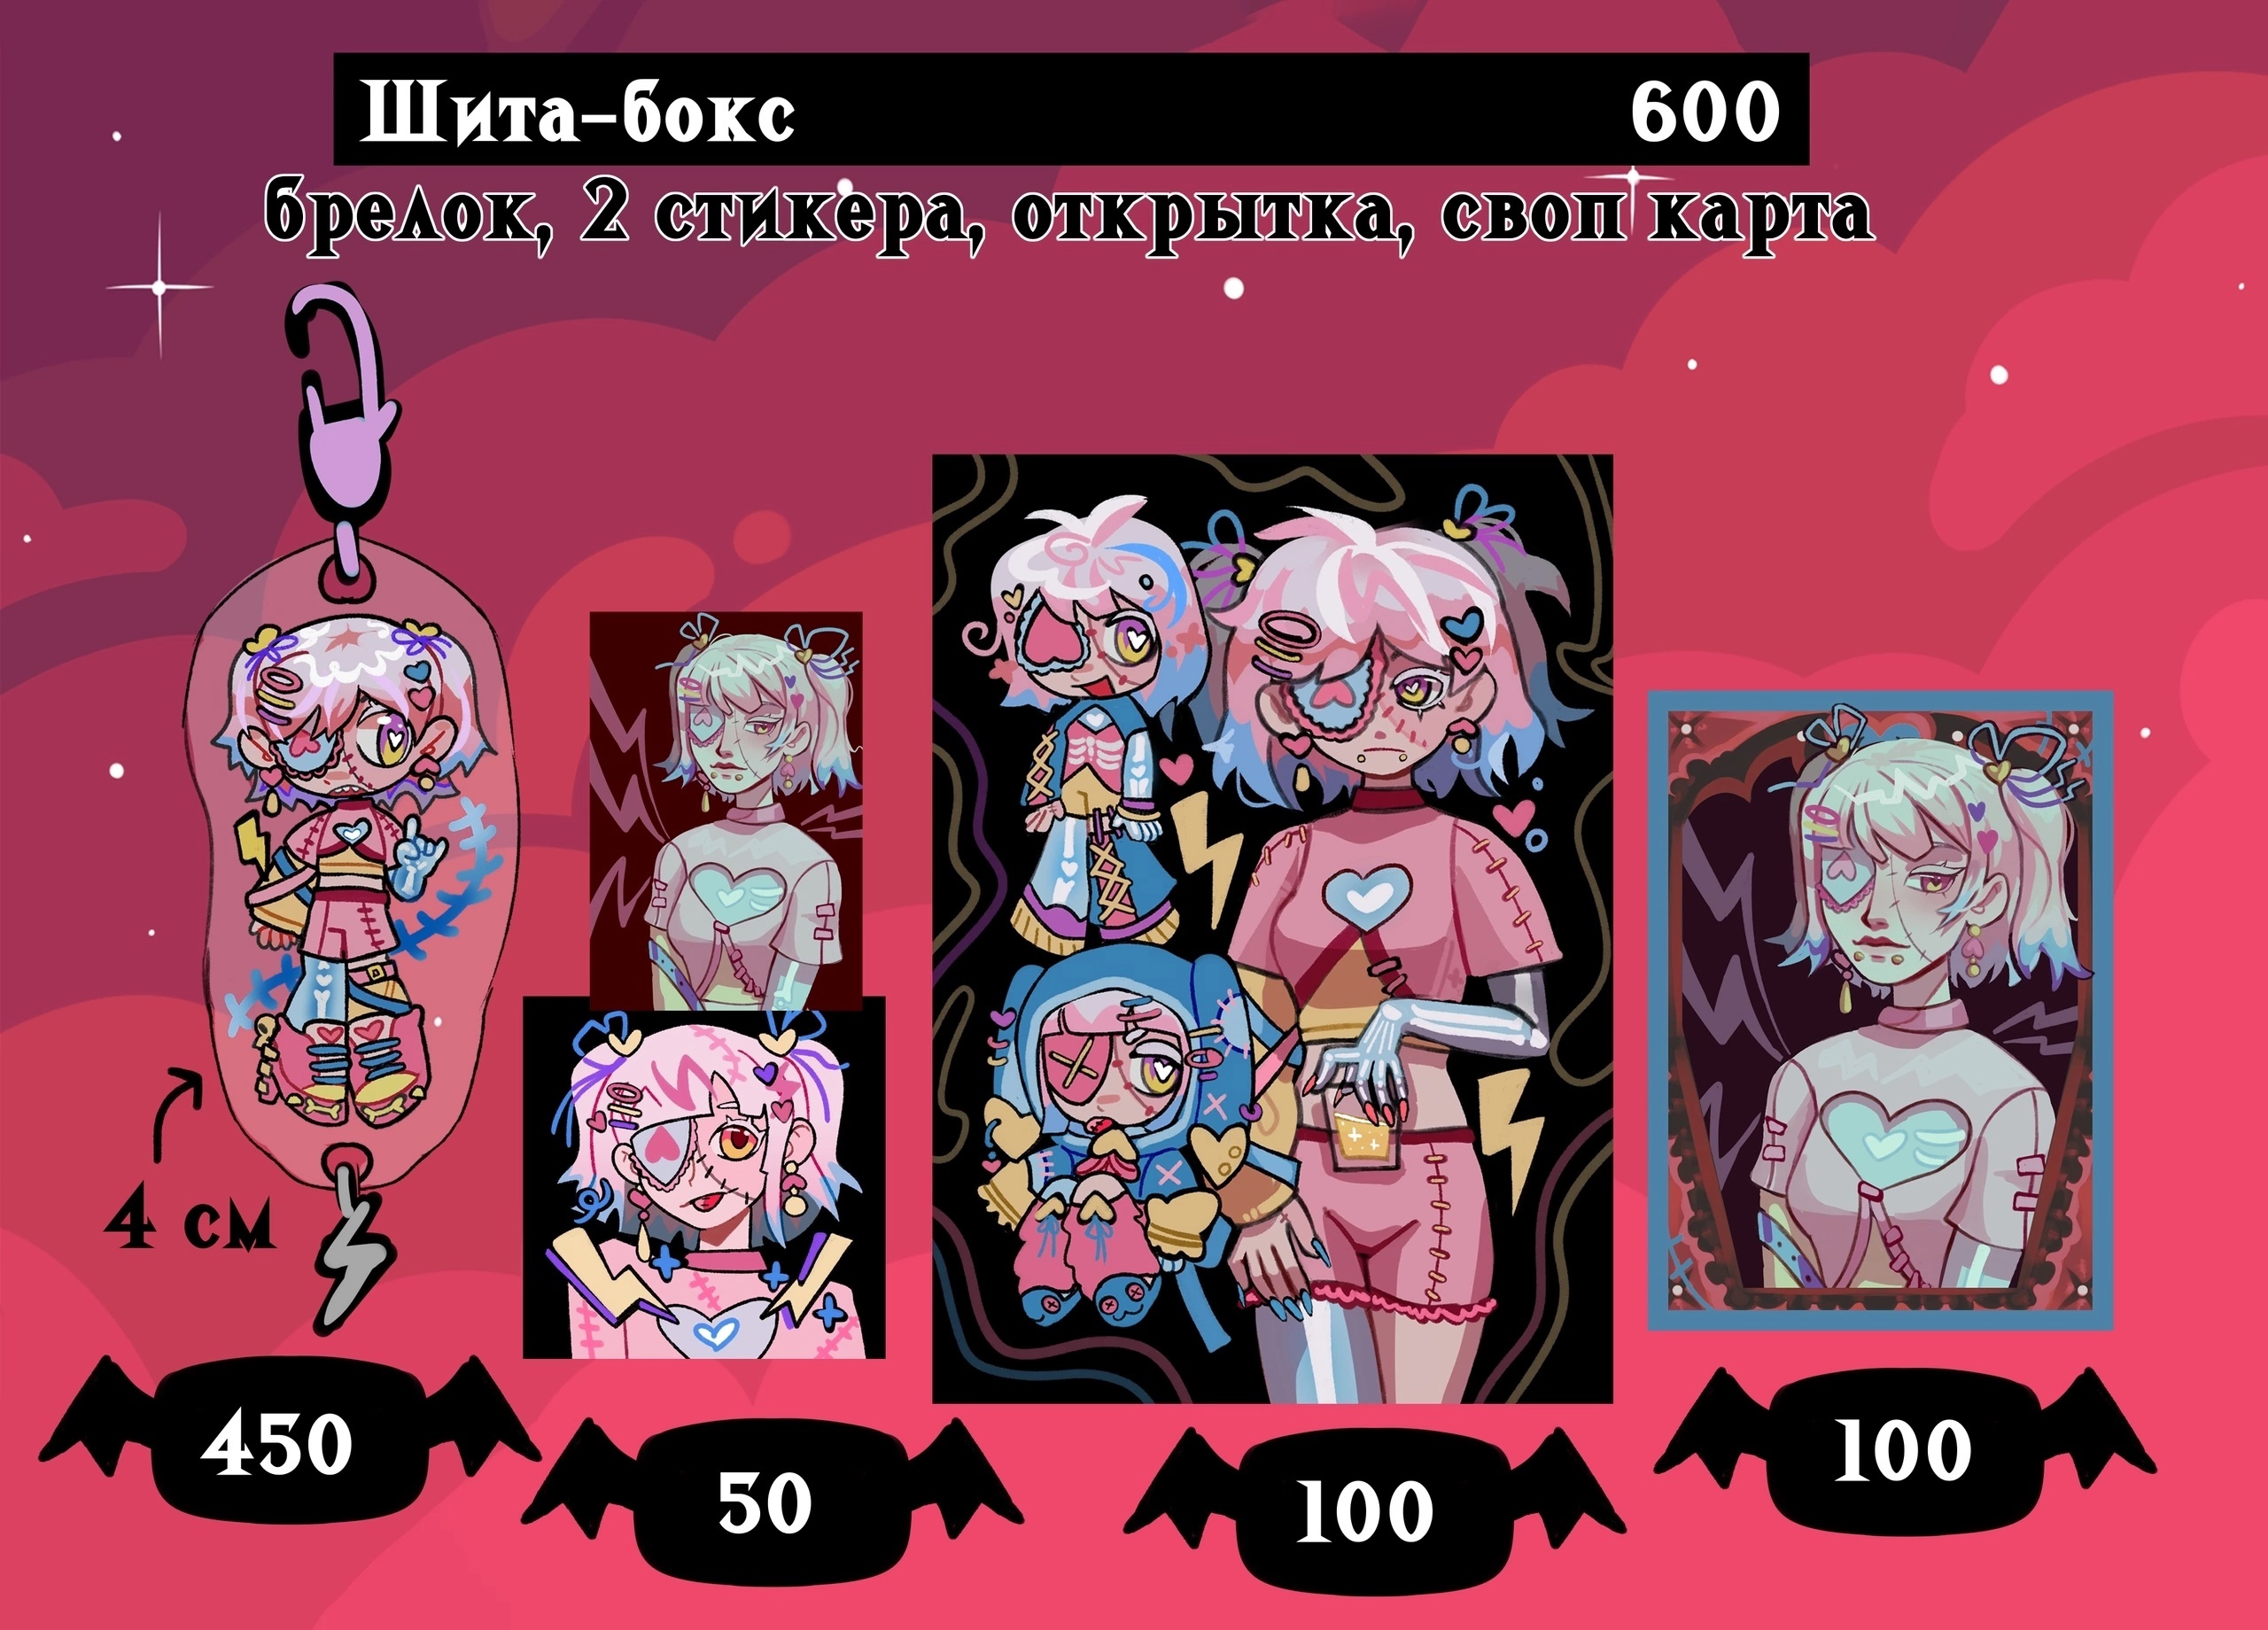 Шита-бокс 600
брелок, 2 стикера, открытка, своп карта
4 см
450
50
100
100